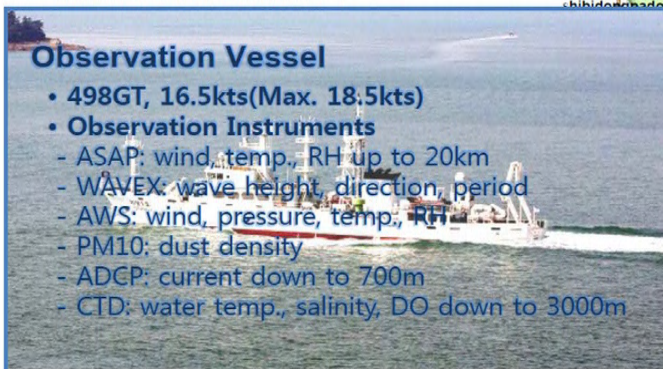 Observation Vessel
• 498GT, 16.5kts(Max. 18.5kts)
• Observation Instruments
- ASAP: wind, temp., RH up to 20km
- WAVEX: wave height, direction, period
- AWS: wind, pressure, temp., RH
- PM10: dust density
- ADCP: current down to 700m
- CTD: water temp., salinity, DO down to 3000m